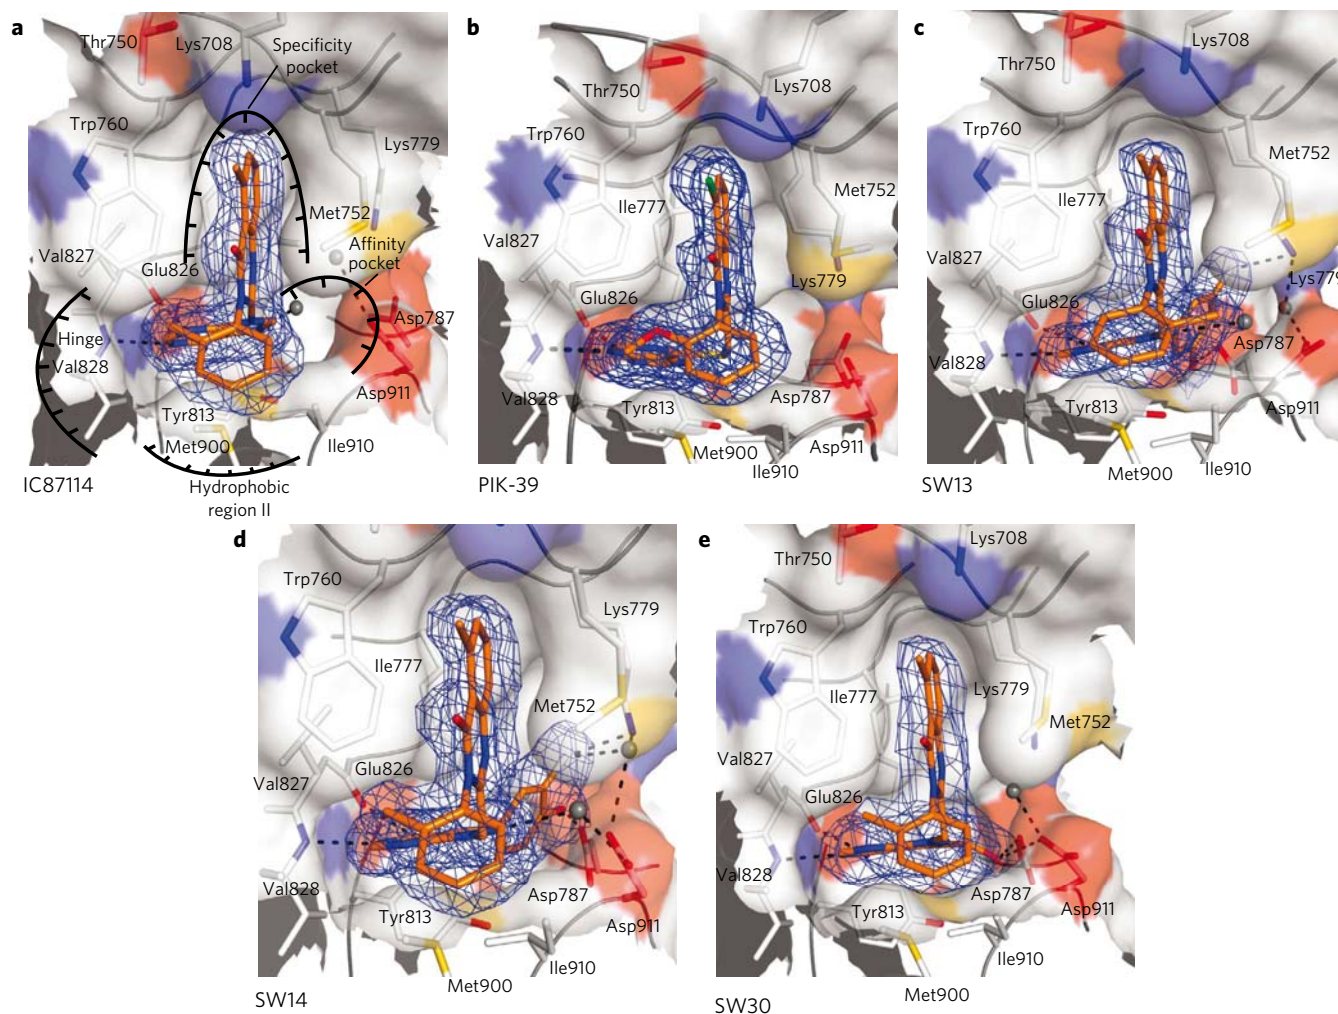 a
Thr750
Lys708
Specificity
pocket
Trp760
Lys779
Met752
Val827
Glu826
Affinity
pocket
Hinge
Val828
Asp787
Tyr813
Asp911
Met900
Ile910
IC87114
Hydrophobic
region II
b
Thr750
Lys708
Trp760
Ile777
Met752
Val827
Lys779
Glu826
Val828
Tyr813
Asp787
Met900
Asp911
Ile910
PIK-39
c
Lys708
Thr750
Trp760
Met752
Ile777
Val827
Lys779
Glu826
Asp787
Val828
Tyr813
Asp911
Met900
Ile910
SW13
d
Trp760
Lys779
Ile777
Met752
Val827
Glu826
Val828
Asp787
Tyr813
Asp911
Ile910
Met900
SW14
e
Lys708
Thr750
Trp760
Ile777
Lys779
Met752
Val827
Glu826
Val828
Asp787
Tyr813
Asp911
Ile910
Met900
SW30